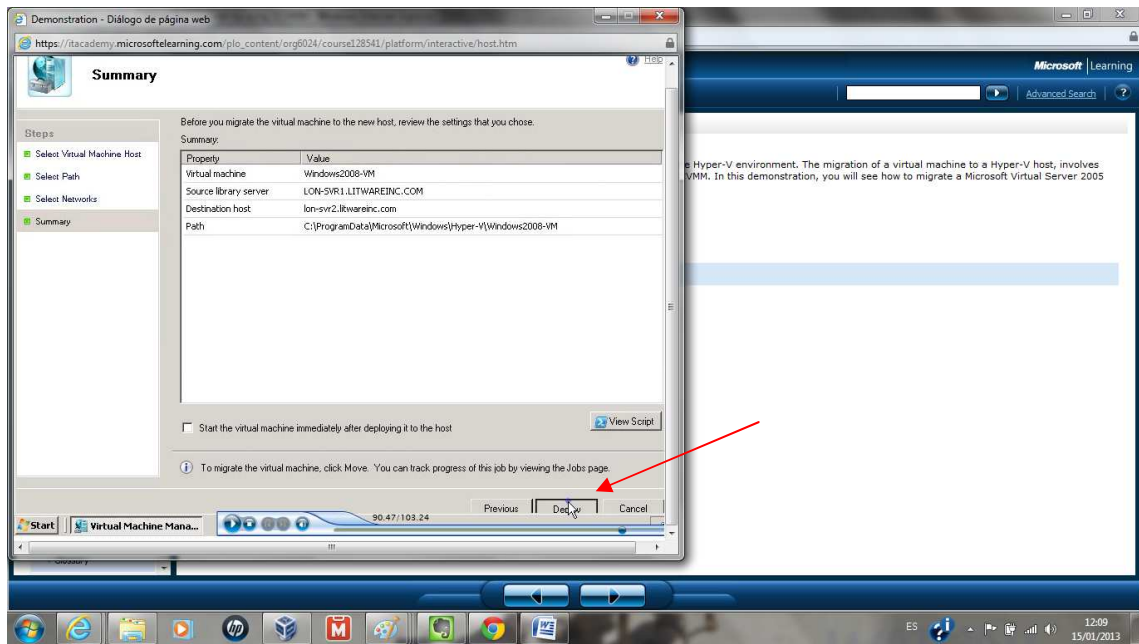 Demonstration - Diálogo de página web
https://itacademy.microsoftelearning.com/plo_content/org6024/course128541/platform/interactive/host.htm
Summary
Help
Microsoft | Learning
Advanced Search
Steps
Select Virtual Machine Host
Select Path
Select Networks
Summary
Before you migrate the virtual machine to the new host, review the settings that you chose.
Summary:
Property Value
Virtual machine Windows2008-VM
Source library server LON-SVR1.LITWAREINC.COM
Destination host lon-svr2.litwareinc.com
Path C:\ProgramData\Microsoft\Windows\Hyper-V\Windows2008-VM
e Hyper-V environment. The migration of a virtual machine to a Hyper-V host, involves
VMM. In this demonstration, you will see how to migrate a Microsoft Virtual Server 2005
Start the virtual machine immediately after deploying it to the host
View Script
To migrate the virtual machine, click Move. You can track progress of this job by viewing the Jobs page.
Previous Cancel
Start Virtual Machine Mana...
90.47/103.24
Glossary
ES
12:09
15/01/2013